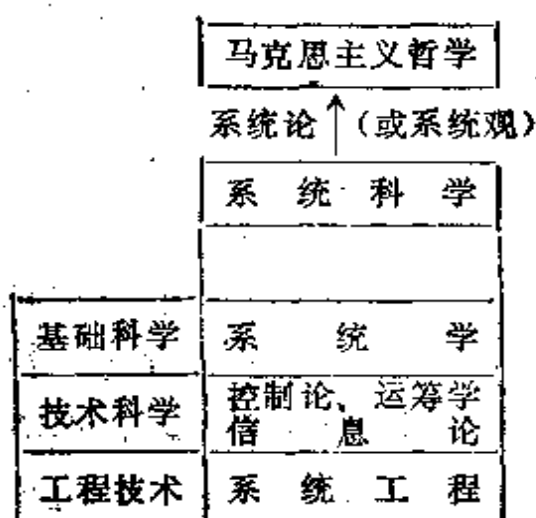 马克思主义哲学
系统论 (或系统观)
系统科学
基础科学 系统学
技术科学 控制论、运筹学
信息论
工程技术 系统工程